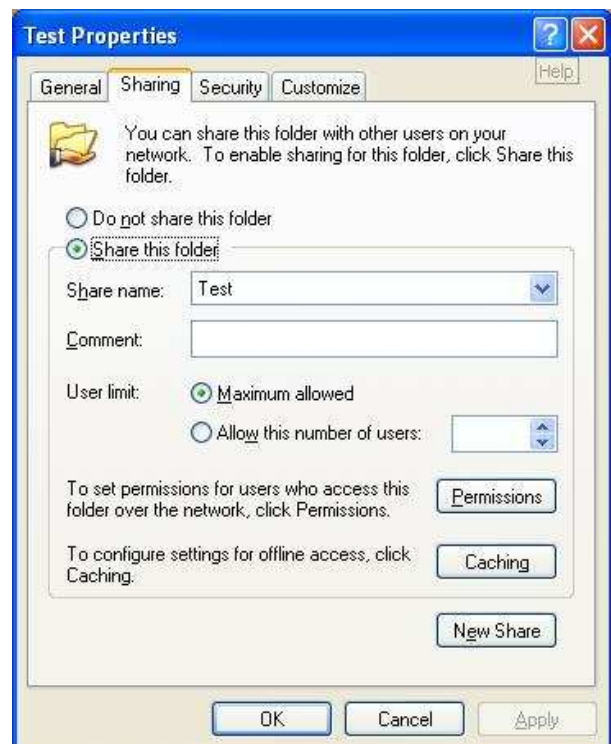 Test Properties
?
Help
General Sharing Security Customize
You can share this folder with other users on your
network. To enable sharing for this folder, click Share this
folder.
Do not share this folder
Share this folder
Share name: Test
Comment:
User limit: Maximum allowed
Allow this number of users:
To set permissions for users who access this
folder over the network, click Permissions.
Permissions
To configure settings for offline access, click
Caching.
Caching
New Share
OK Cancel Apply